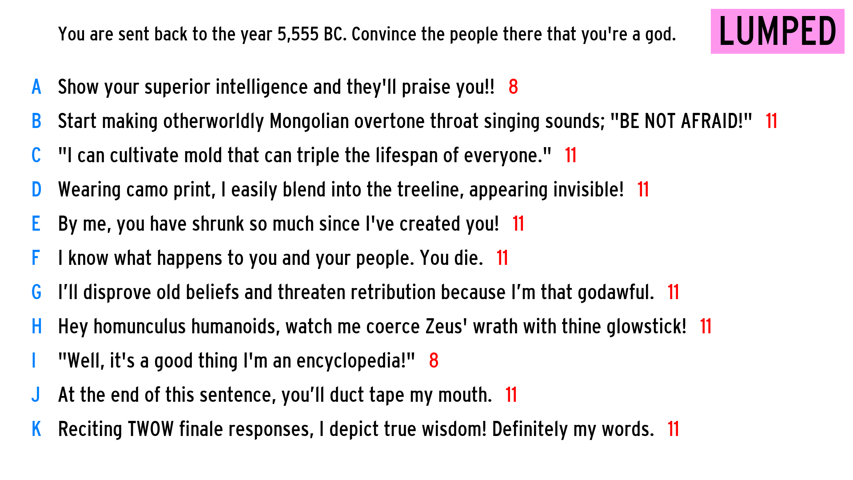 You are sent back to the year 5,555 BC. Convince the people there that you're a god.
LUMPED
A Show your superior intelligence and they'll praise you!! 8
B Start making otherworldly Mongolian overtone throat singing sounds; "BE NOT AFRAID!" 11
C "I can cultivate mold that can triple the lifespan of everyone." 11
D Wearing camo print, I easily blend into the treeline, appearing invisible! 11
E By me, you have shrunk so much since I've created you! 11
F I know what happens to you and your people. You die. 11
G I’ll disprove old beliefs and threaten retribution because I’m that godawful. 11
H Hey homunculus humanoids, watch me coerce Zeus' wrath with thine glowstick! 11
I "Well, it's a good thing I'm an encyclopedia!" 8
J At the end of this sentence, you’ll duct tape my mouth. 11
K Reciting TWOW finale responses, I depict true wisdom! Definitely my words. 11